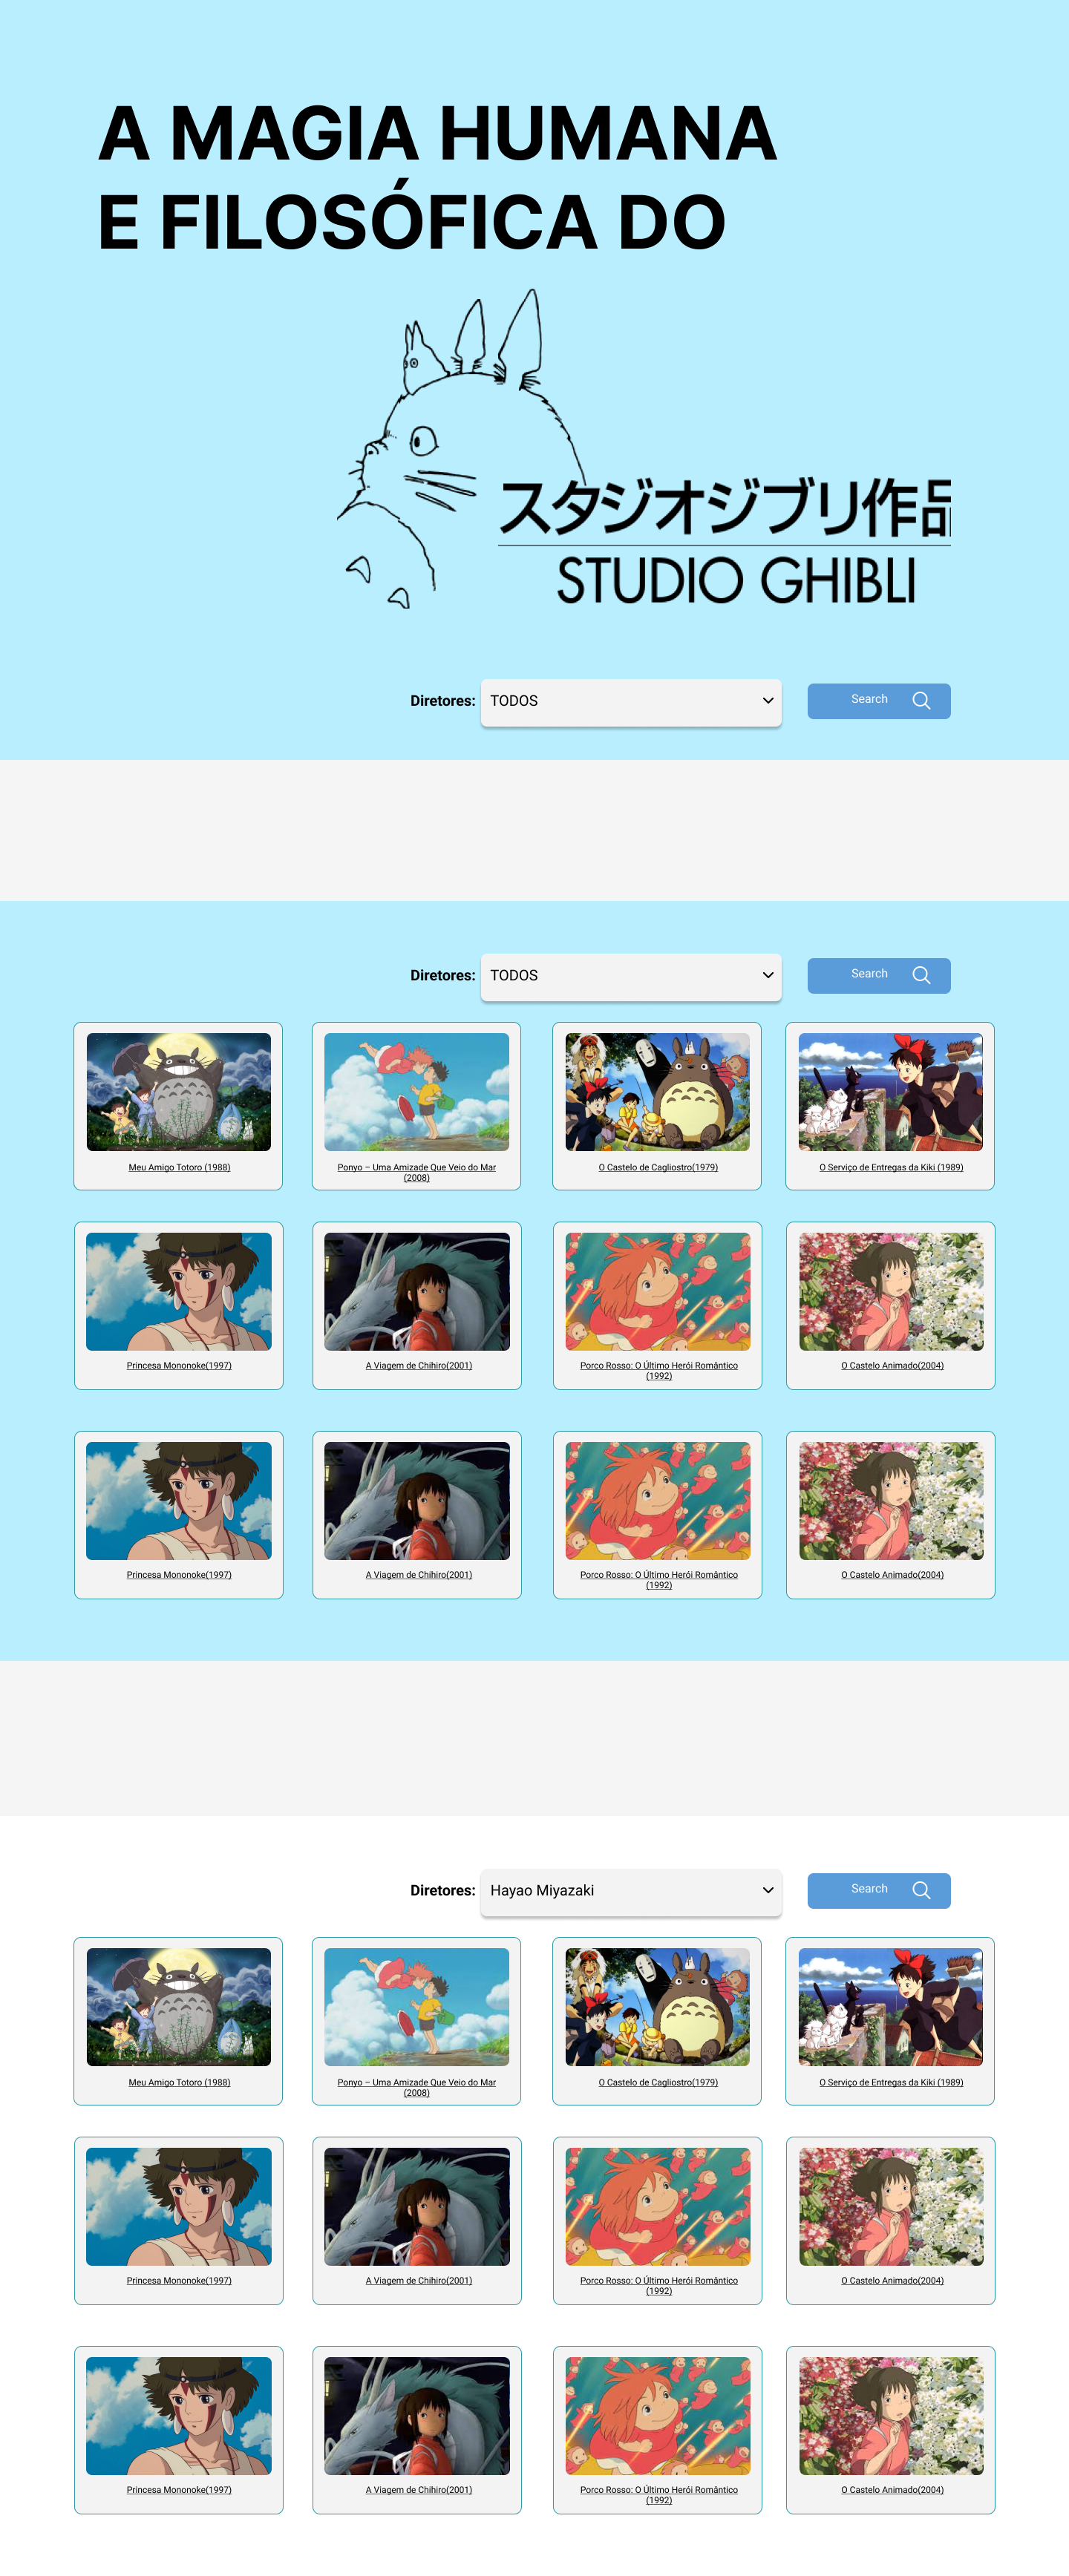 A MAGIA HUMANA
E FILOSÓFICA DO
スタジオジブリ作品
STUDIO GHIBLI
Diretores: TODOS Search
Diretores: TODOS Search
Meu Amigo Totoro (1988)
Ponyo – Uma Amizade Que Veio do Mar
(2008)
O Castelo de Cagliostro(1979)
O Serviço de Entregas da Kiki (1989)
Princesa Mononoke(1997)
A Viagem de Chihiro(2001)
Porco Rosso: O Último Herói Romântico
(1992)
O Castelo Animado(2004)
Princesa Mononoke(1997)
A Viagem de Chihiro(2001)
Porco Rosso: O Último Herói Romântico
(1992)
O Castelo Animado(2004)
Diretores: Hayao Miyazaki Search
Meu Amigo Totoro (1988)
Ponyo – Uma Amizade Que Veio do Mar
(2008)
O Castelo de Cagliostro(1979)
O Serviço de Entregas da Kiki (1989)
Princesa Mononoke(1997)
A Viagem de Chihiro(2001)
Porco Rosso: O Último Herói Romântico
(1992)
O Castelo Animado(2004)
Princesa Mononoke(1997)
A Viagem de Chihiro(2001)
Porco Rosso: O Último Herói Romântico
(1992)
O Castelo Animado(2004)